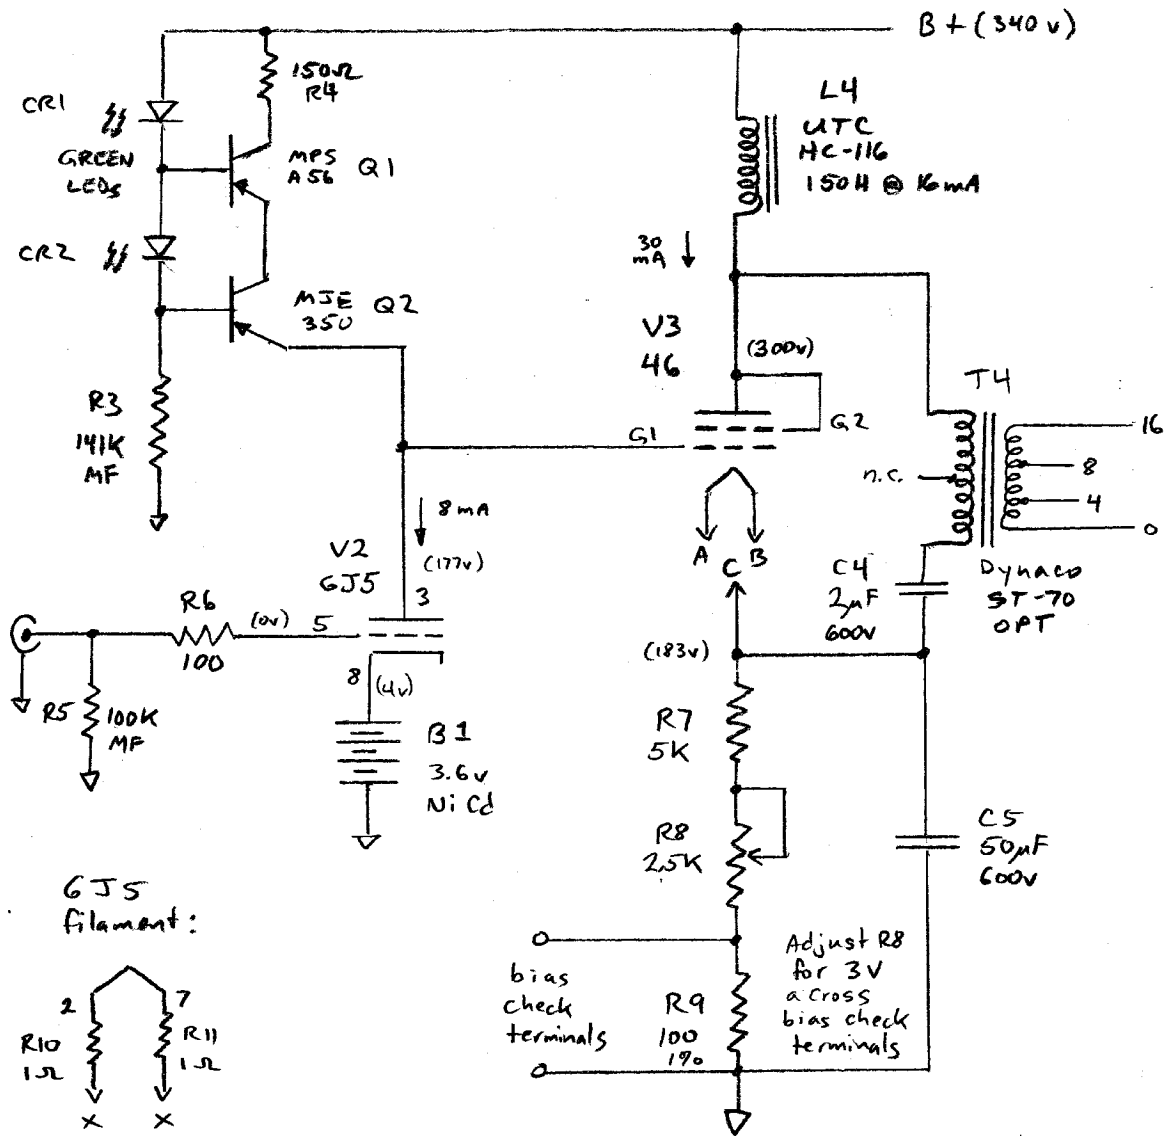 B+ (340v)
150Ω
R4
CR1
GREEN
LEDs
MPS
A56
Q1
L4
UTC
HC-116
150H @ 16mA
CR2
MJE
350
Q2
30
mA
V3
46
(300v)
R3
141K
MF
G1
G2
T4
16
8
4
0
n.c.
8 mA
V2
6J5
(177v)
3
A
C
B
C4
2µF
600v
Dynaco
ST-70
OPT
R6
100
(0v)
5
8
(4v)
(183v)
R5
100K
MF
B1
3.6v
NiCd
R7
5K
R8
2.5K
C5
50µF
600v
6J5
filament:
2
7
R10
1Ω
R11
1Ω
X
X
bias
check
terminals
R9
100
1%
Adjust R8
for 3V
across
bias check
terminals